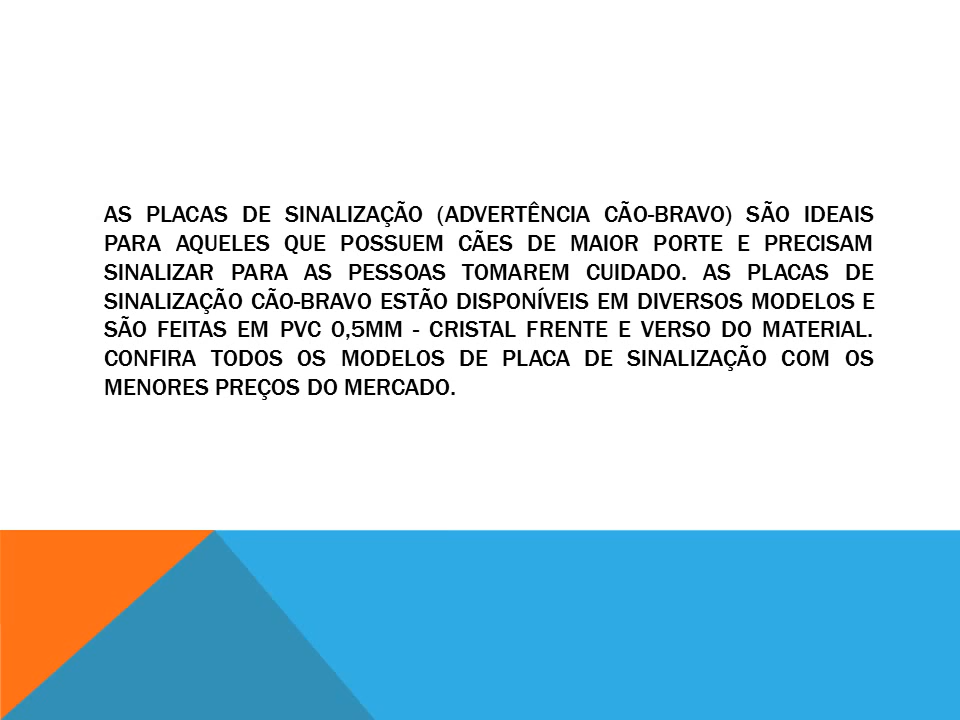 AS PLACAS DE SINALIZAÇÃO (ADVERTÊNCIA CÃO-BRAVO) SÃO IDEAIS
PARA AQUELES QUE POSSUEM CÃES DE MAIOR PORTE E PRECISAM
SINALIZAR PARA AS PESSOAS TOMAREM CUIDADO. AS PLACAS DE
SINALIZAÇÃO CÃO-BRAVO ESTÃO DISPONÍVEIS EM DIVERSOS MODELOS E
SÃO FEITAS EM PVC 0,5MM - CRISTAL FRENTE E VERSO DO MATERIAL.
CONFIRA TODOS OS MODELOS DE PLACA DE SINALIZAÇÃO COM OS
MENORES PREÇOS DO MERCADO.